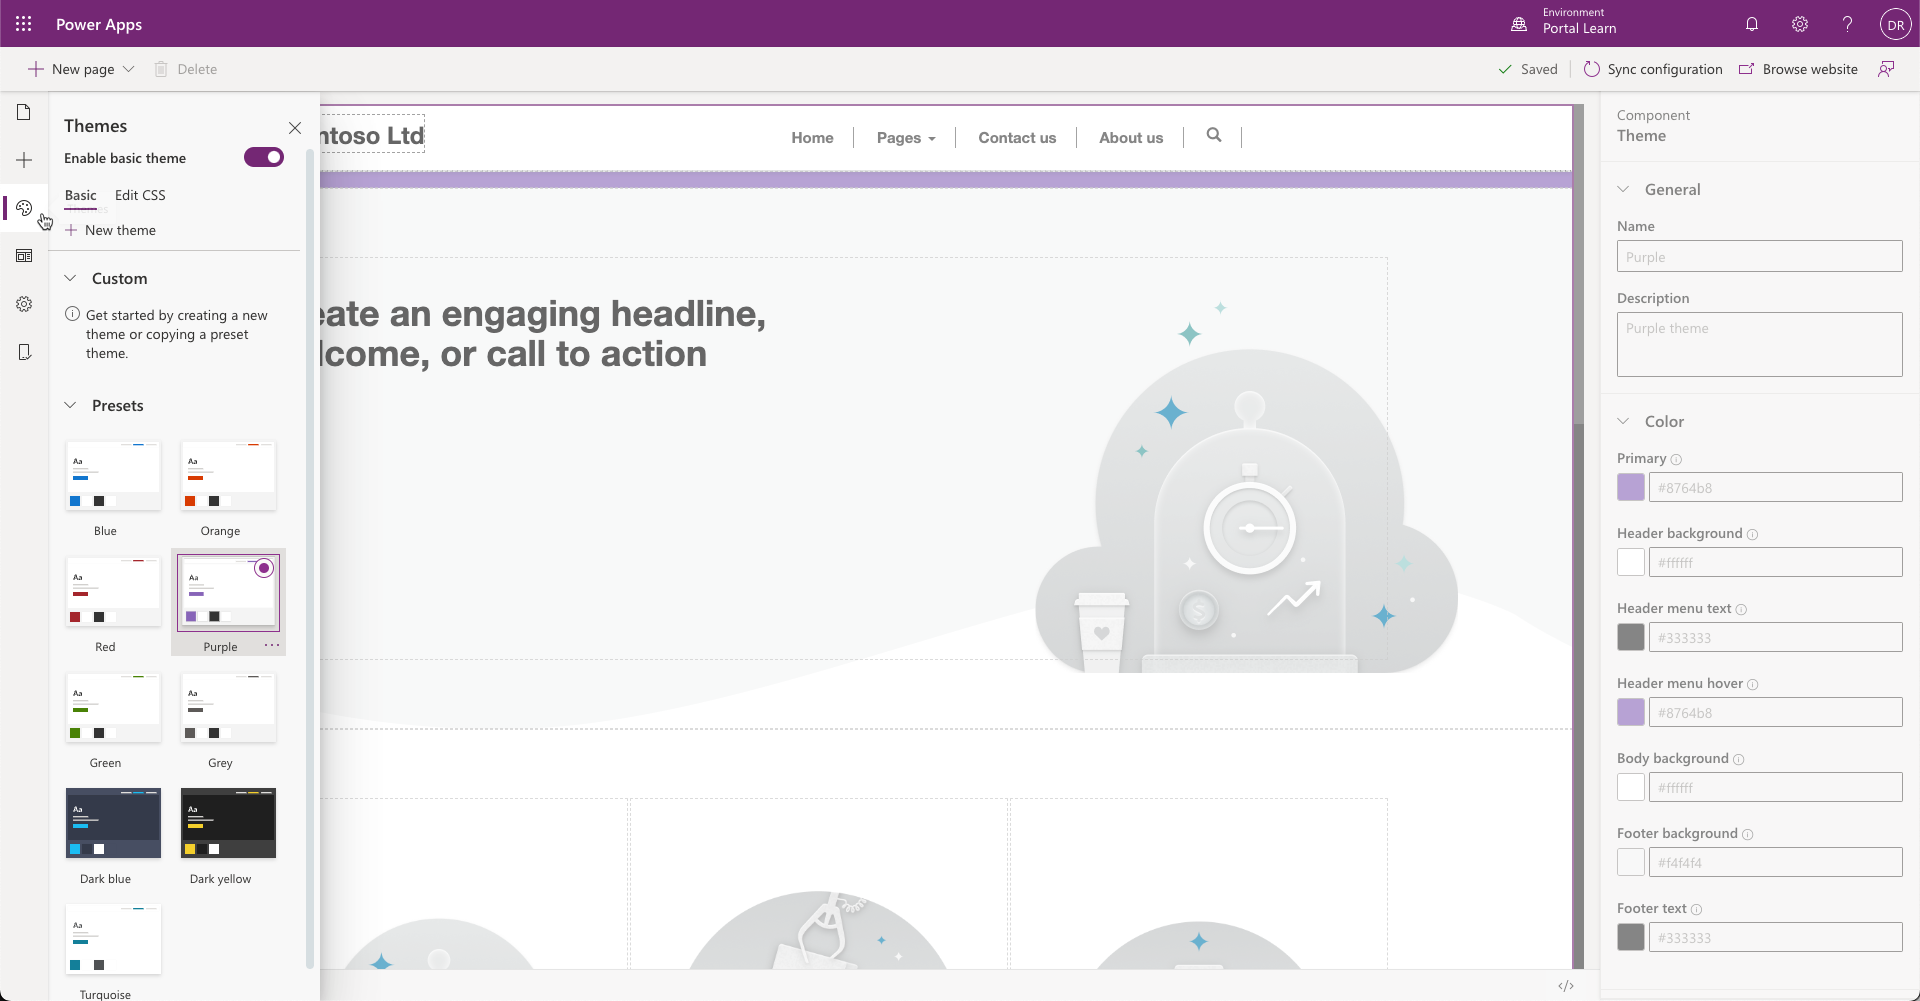 Power Apps
Environment
Portal Learn
DR
New page
Delete
Saved
Sync configuration
Browse website
Themes
Enable basic theme
Basic
Edit CSS
Themes
New theme
Custom
Get started by creating a new
theme or copying a preset
theme.
Presets
Aa
Aa
Blue
Orange
Aa
Aa
Red
Purple
Aa
Aa
Green
Grey
Aa
Aa
Dark blue
Dark yellow
Aa
Turquoise
ntoso Ltd
Home
Pages
Contact us
About us
eate an engaging headline,
lcome, or call to action
$
</>
Component
Theme
General
Name
Purple
Description
Purple theme
Color
Primary
#8764b8
Header background
#ffffff
Header menu text
#333333
Header menu hover
#8764b8
Body background
#ffffff
Footer background
#f4f4f4
Footer text
#333333